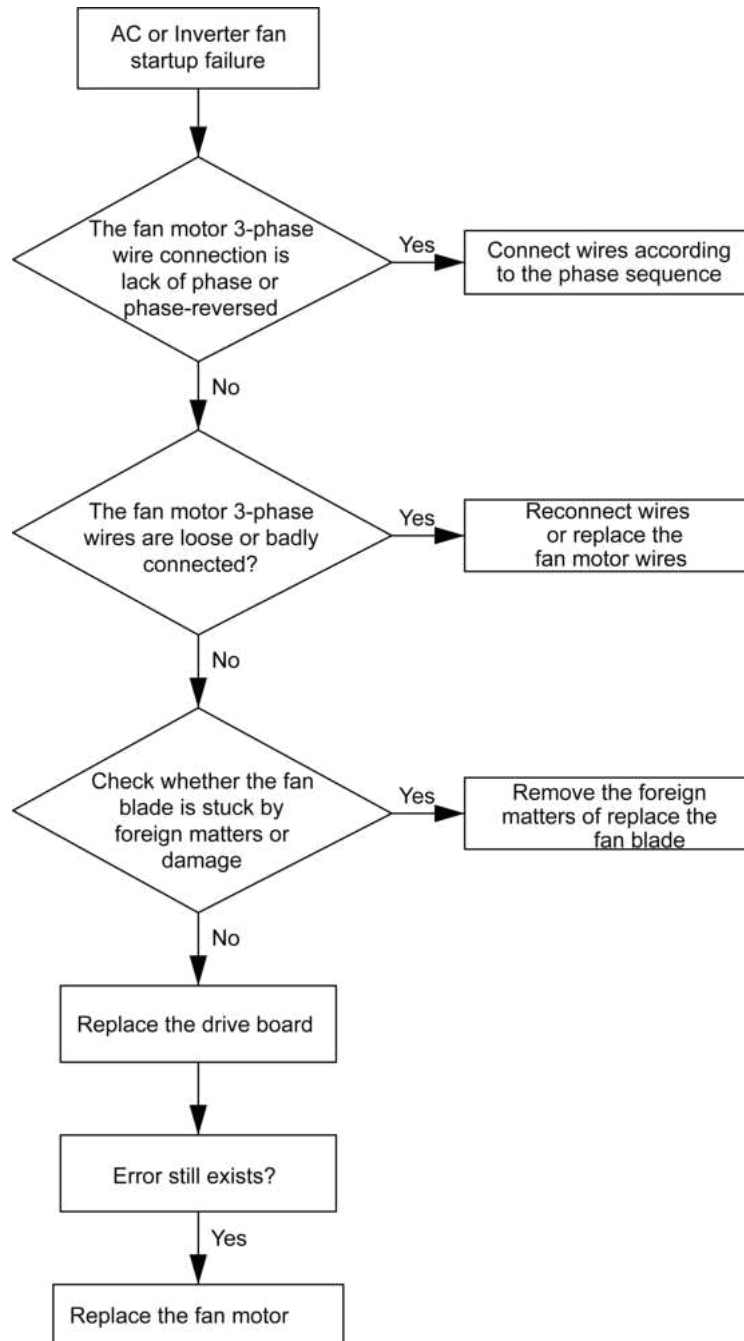 AC or Inverter fan
startup failure
The fan motor 3-phase
wire connection is
lack of phase or
phase-reversed
Yes
Connect wires according
to the phase sequence
No
The fan motor 3-phase
wires are loose or badly
connected?
Yes
Reconnect wires
or replace the
fan motor wires
No
Check whether the fan
blade is stuck by
foreign matters or
damage
Yes
Remove the foreign
matters of replace the
fan blade
No
Replace the drive board
Error still exists?
Yes
Replace the fan motor